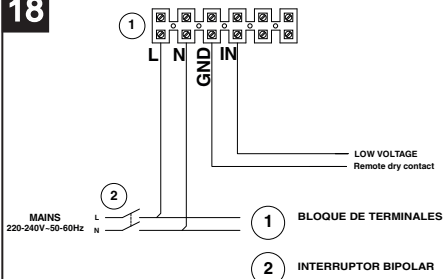 18
1
L N GND IN
LOW VOLTAGE
Remote dry contact
2
MAINS
220-240V~50-60Hz
L
N
1 BLOQUE DE TERMINALES
2 INTERRUPTOR BIPOLAR